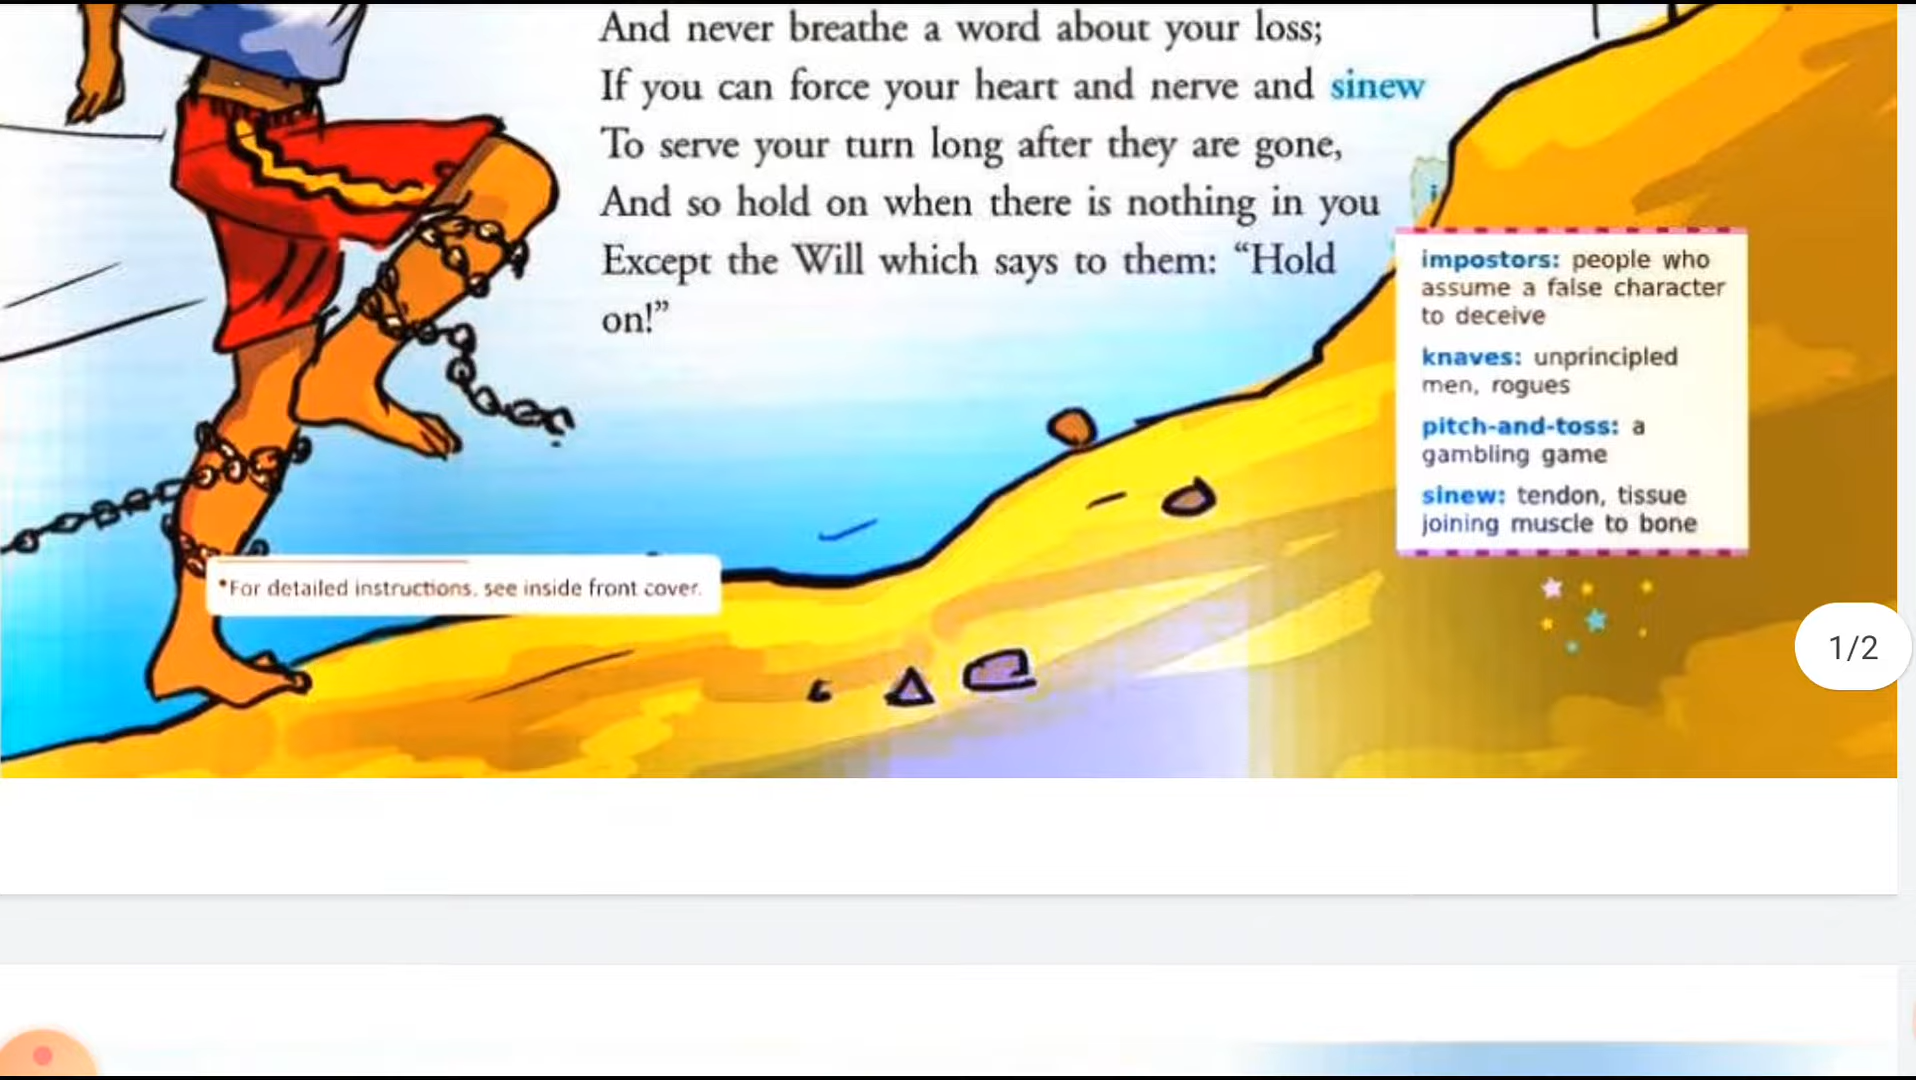 And never breathe a word about your loss;
If you can force your heart and nerve and sinew
To serve your turn long after they are gone,
And so hold on when there is nothing in you
Except the Will which says to them: “Hold
on!”
impostors: people who
assume a false character
to deceive
knaves: unprincipled
men, rogues
pitch-and-toss: a
gambling game
sinew: tendon, tissue
joining muscle to bone
*For detailed instructions, see inside front cover.
1/2